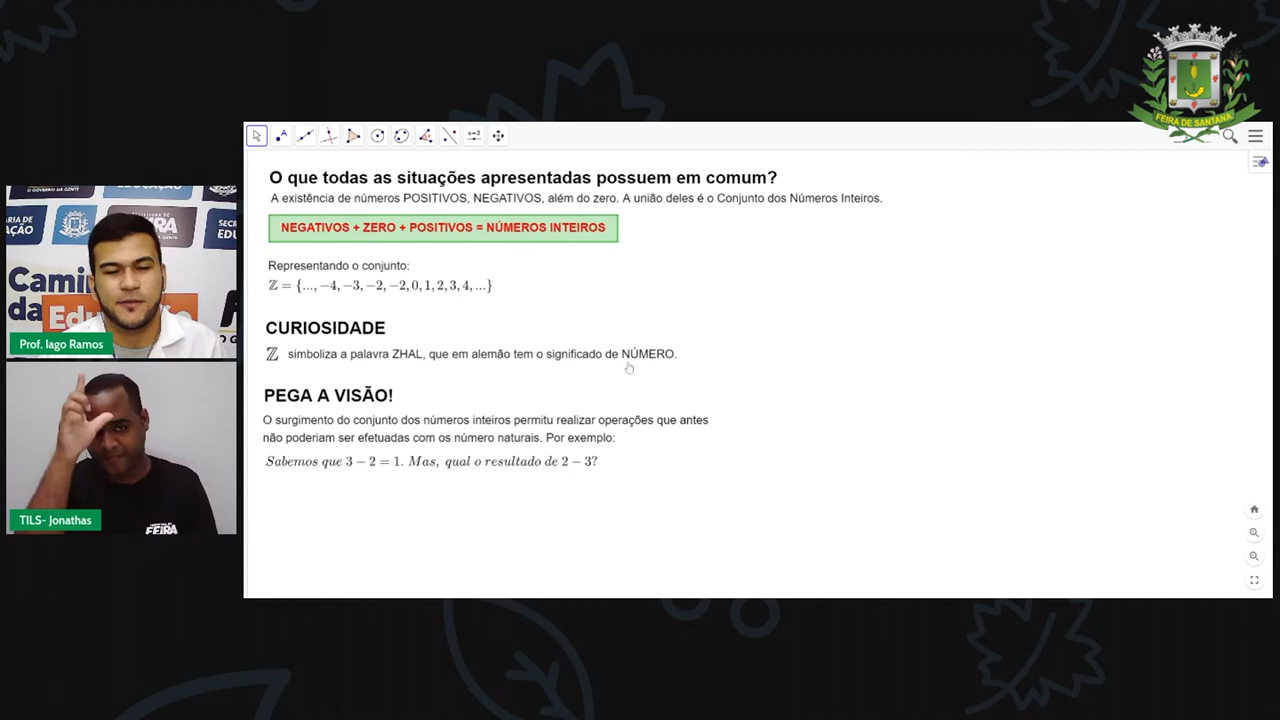 FEIRA DE SANTANA
a=2
O que todas as situações apresentadas possuem em comum?
A existência de números POSITIVOS, NEGATIVOS, além do zero. A união deles é o Conjunto dos Números Inteiros.
NEGATIVOS + ZERO + POSITIVOS = NÚMEROS INTEIROS
Representando o conjunto:
ℤ = {..., −4, −3, −2, −2, 0, 1, 2, 3, 4, ...}
CURIOSIDADE
ℤ simboliza a palavra ZHAL, que em alemão tem o significado de NÚMERO.
PEGA A VISÃO!
O surgimento do conjunto dos números inteiros permitu realizar operações que antes
não poderiam ser efetuadas com os número naturais. Por exemplo:
Sabemos que 3 − 2 = 1. Mas, qual o resultado de 2 − 3?
EDUCAÇÃO
Prof. Iago Ramos
TILS- Jonathas
FEIRA